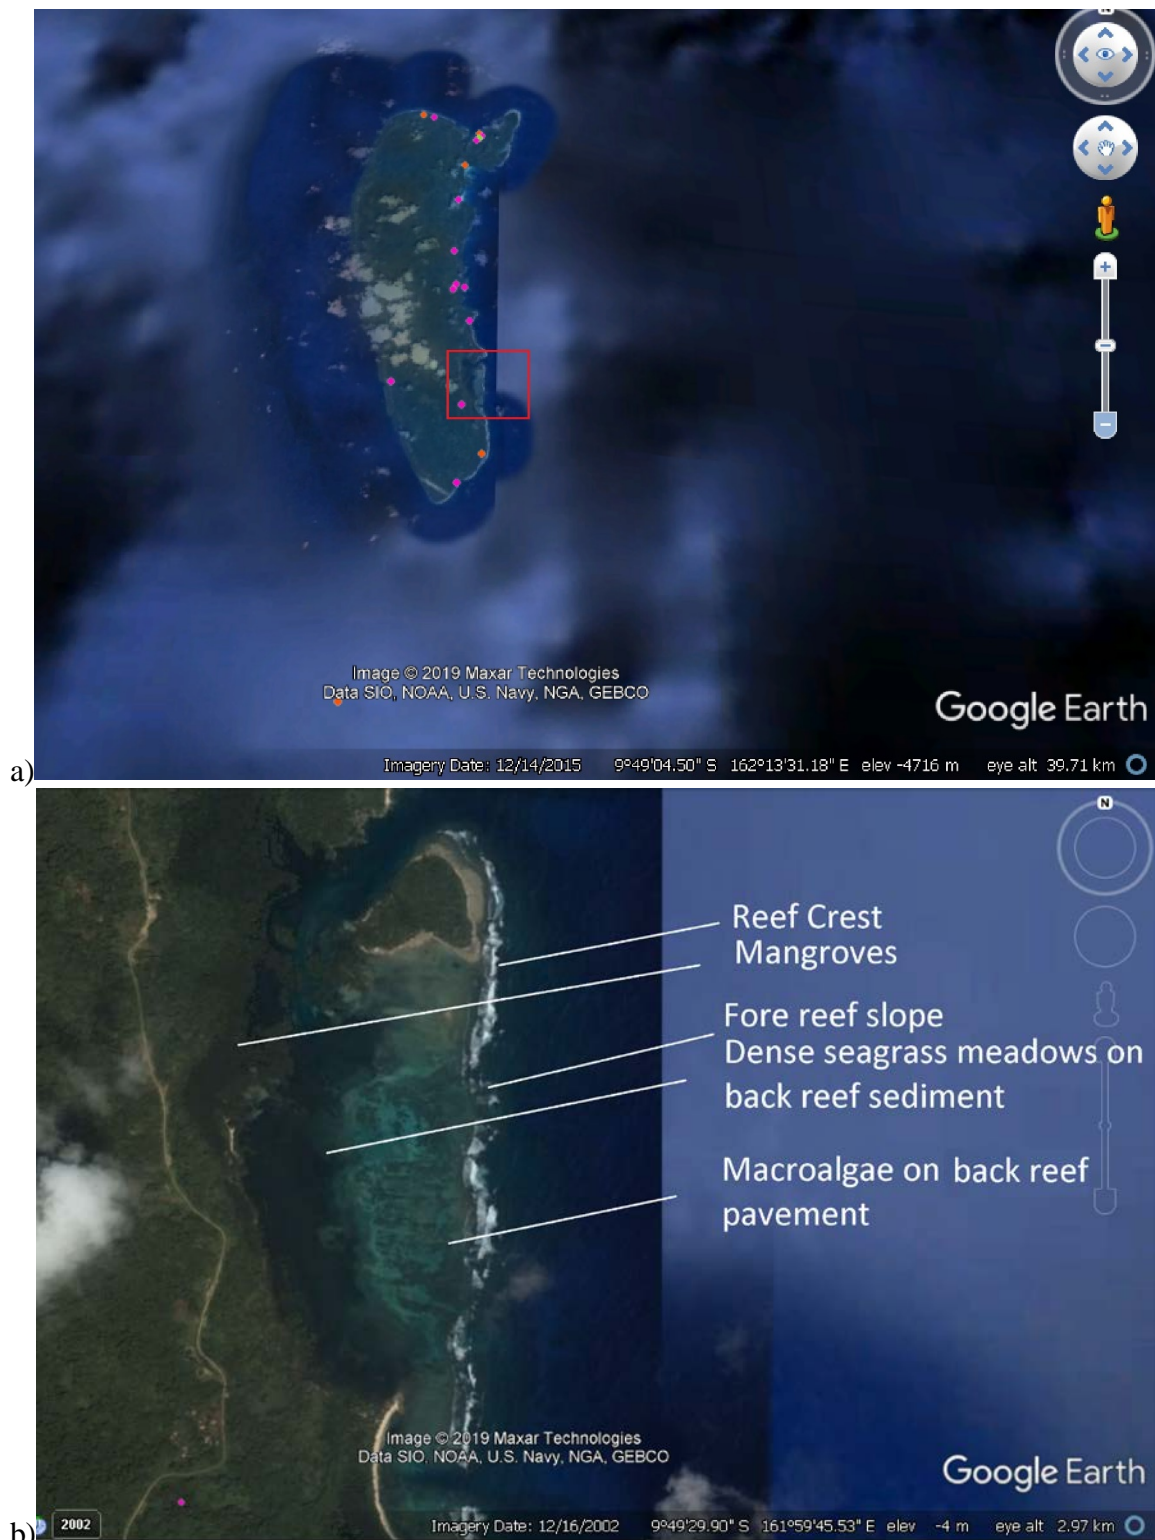 N
Image © 2019 Maxar Technologies
Data SIO, NOAA, U.S. Navy, NGA, GEBCO
Google Earth
a)
Imagery Date: 12/14/2015 9°49'04.50" S 162°13'31.18" E elev -4716 m eye alt 39.71 km
N
Reef Crest
Mangroves
Fore reef slope
Dense seagrass meadows on
back reef sediment
Macroalgae on back reef
pavement
Image © 2019 Maxar Technologies
Data SIO, NOAA, U.S. Navy, NGA, GEBCO
Google Earth
b)
2002
Imagery Date: 12/16/2002 9°49'29.90" S 161°59'45.53" E elev -4 m eye alt 2.97 km